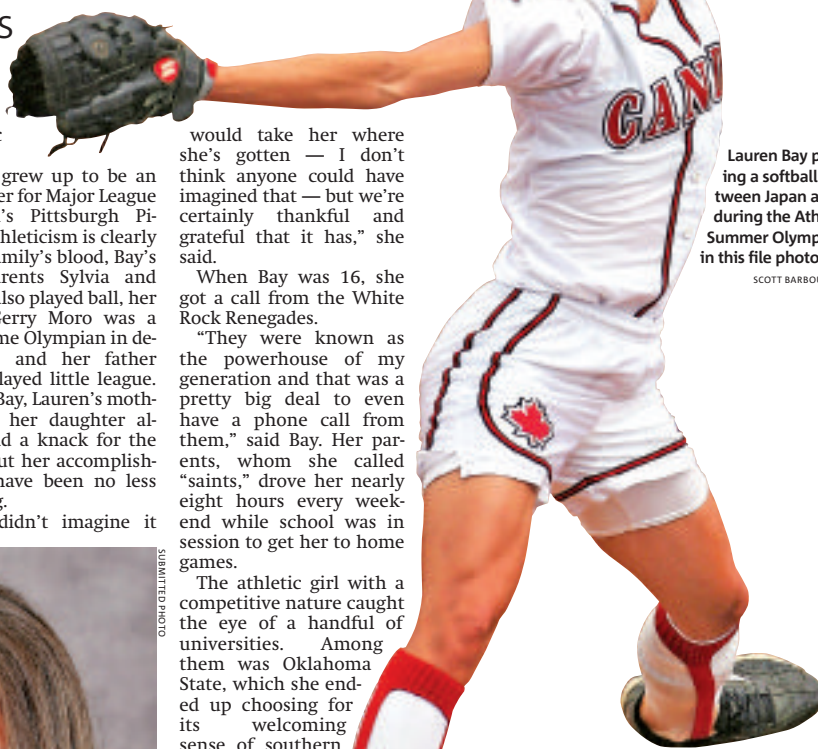 S
grew up to be an
er for Major League
's Pittsburgh Pi-
hleticism is clearly
mily's blood, Bay's
rents Sylvia and
lso played ball, her
Gerry Moro was a
me Olympian in de-
and her father
layed little league.
Bay, Lauren's moth-
her daughter al-
d a knack for the
ut her accomplish-
have been no less
g.
didn't imagine it
SUBMITTED PHOTO
would take her where
she's gotten — I don't
think anyone could have
imagined that — but we're
certainly thankful and
grateful that it has," she
said.
When Bay was 16, she
got a call from the White
Rock Renegades.
"They were known as
the powerhouse of my
generation and that was a
pretty big deal to even
have a phone call from
them," said Bay. Her par-
ents, whom she called
"saints," drove her nearly
eight hours every week-
end while school was in
session to get her to home
games.
The athletic girl with a
competitive nature caught
the eye of a handful of
universities. Among
them was Oklahoma
State, which she end-
ed up choosing for
its welcoming
sense of southern
CANA
Lauren Bay p
ing a softball
tween Japan a
during the Ath
Summer Olymp
in this file photo
SCOTT BARBOU